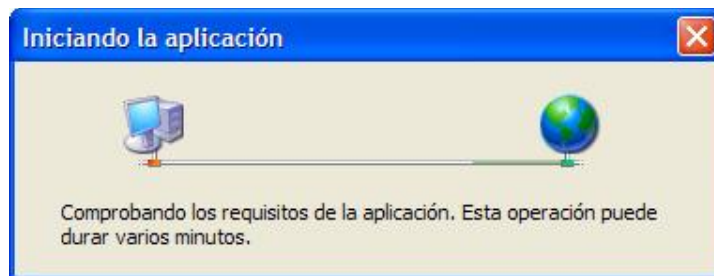 Iniciando la aplicación
Comprobando los requisitos de la aplicación. Esta operación puede
durar varios minutos.